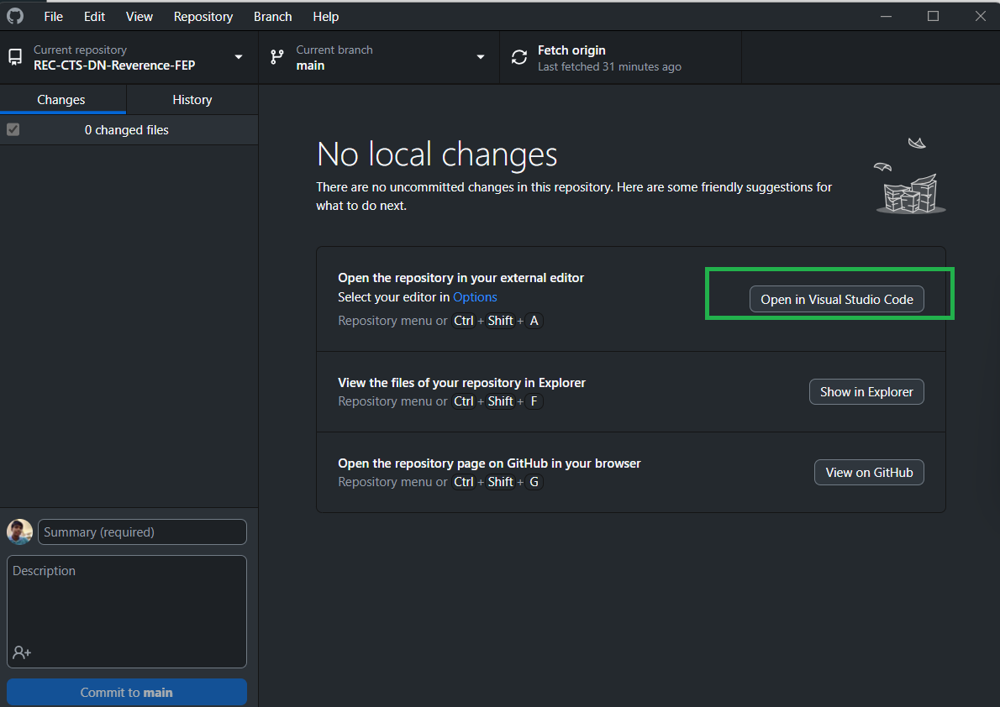 File Edit View Repository Branch Help
Current repository
REC-CTS-DN-Reverence-FEP
Current branch
main
Fetch origin
Last fetched 31 minutes ago
Changes History
0 changed files
No local changes
There are no uncommitted changes in this repository. Here are some friendly suggestions for
what to do next.
Open the repository in your external editor
Select your editor in Options
Repository menu or Ctrl + Shift + A
Open in Visual Studio Code
View the files of your repository in Explorer
Repository menu or Ctrl + Shift + F
Show in Explorer
Open the repository page on GitHub in your browser
Repository menu or Ctrl + Shift + G
View on GitHub
Summary (required)
Description
Commit to main